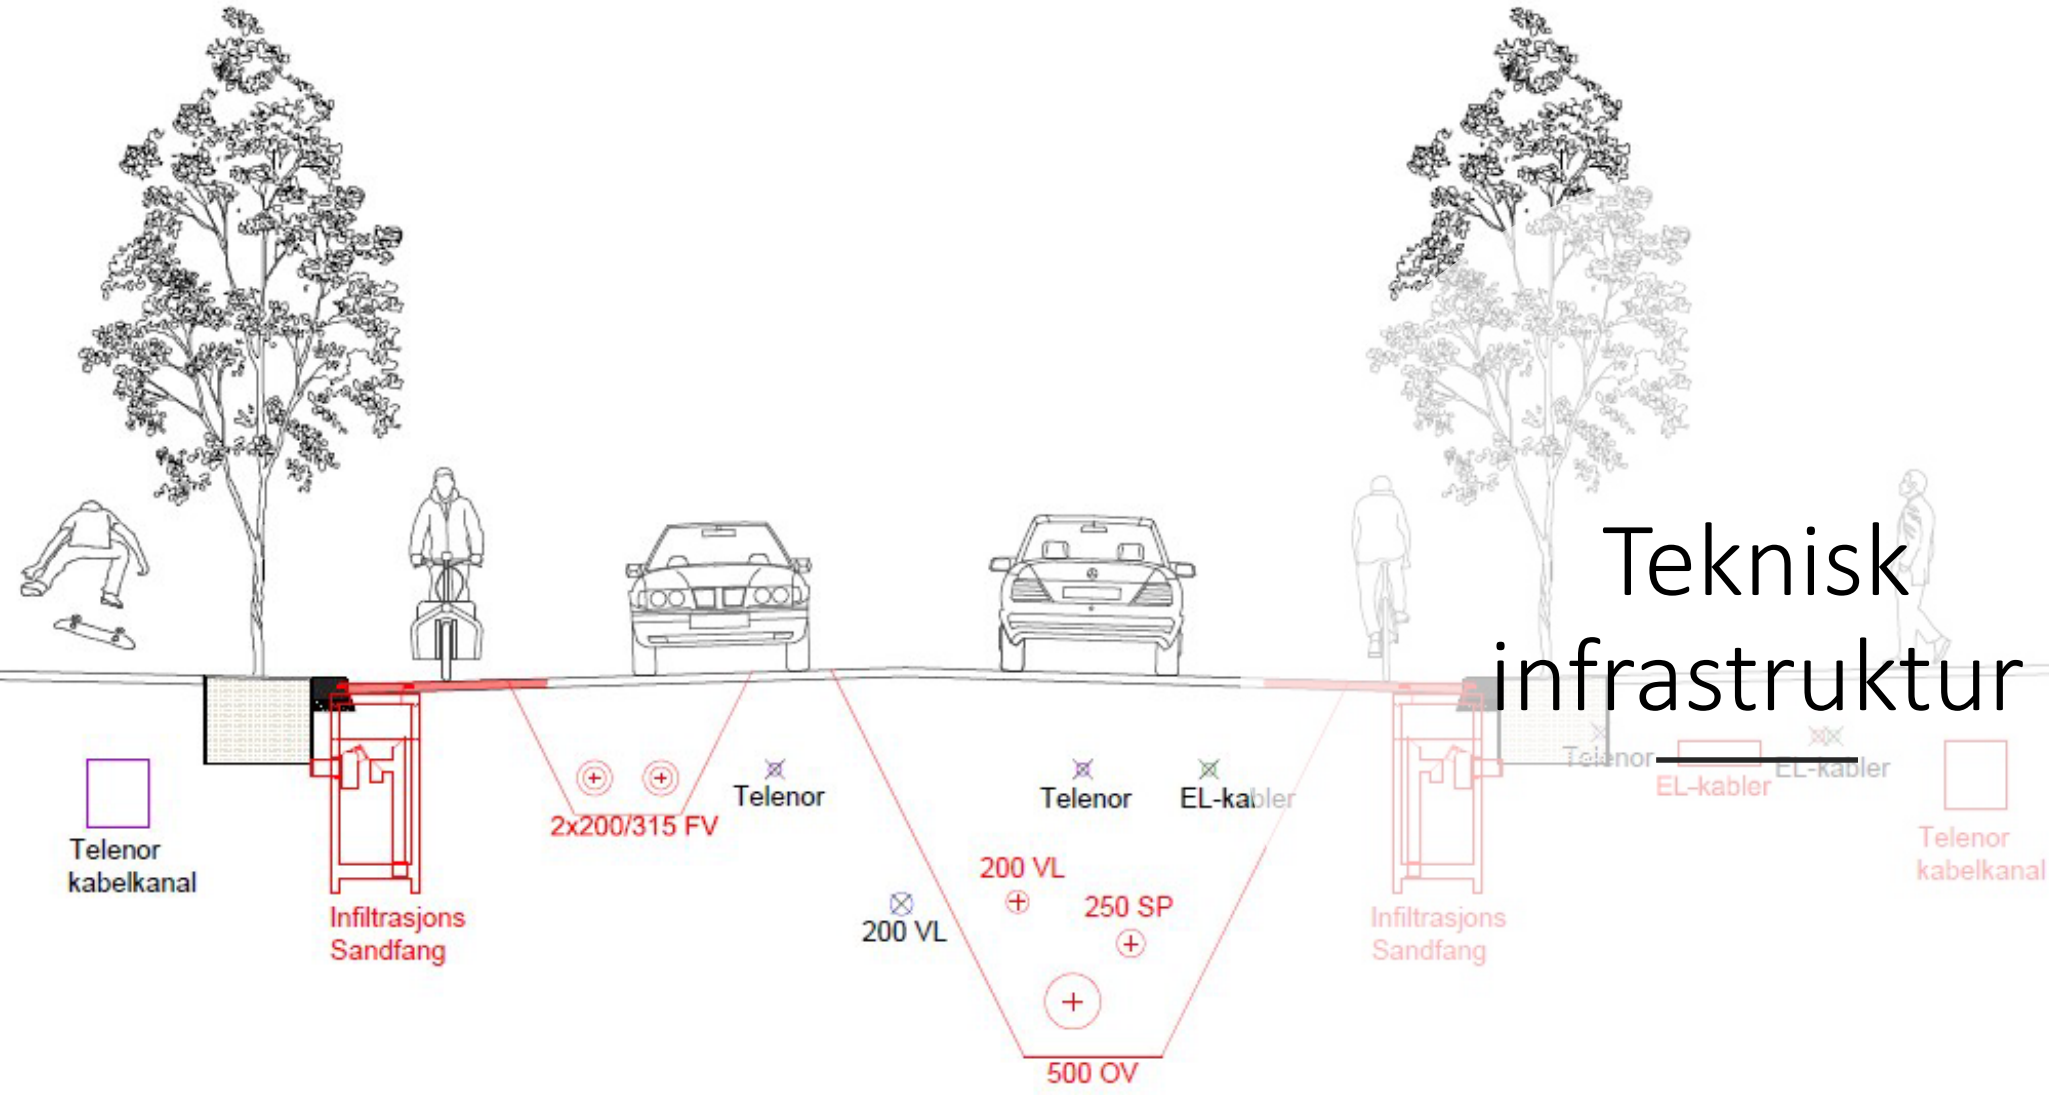 Teknisk
infrastruktur
Telenor
EL-kabler
EL-kabler
Telenor
kabelkanal
2x200/315 FV
Telenor
Telenor
EL-kabler
Telenor
kabelkanal
200 VL
250 SP
200 VL
Infiltrasjons
Sandfang
Infiltrasjons
Sandfang
500 OV